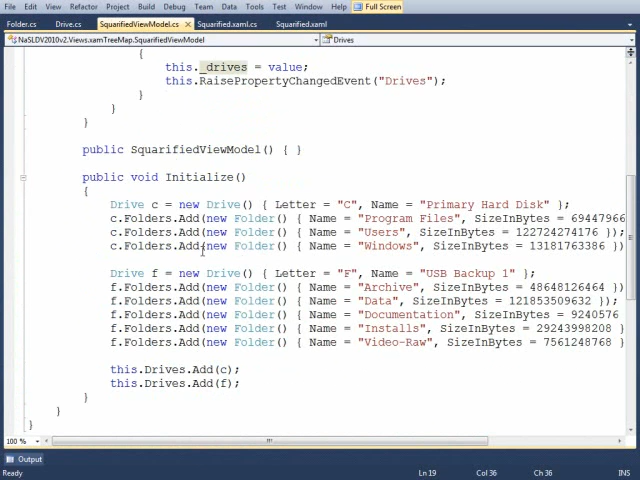 File Edit View Refactor Project Build Debug Team Data Tools Test Window Help Full Screen
Folder.cs Drive.cs SquarifiedViewModel.cs × Squarified.xaml.cs Squarified.xaml
NaSLDV2010v2.Views.xamTreeMap.SquarifiedViewModel Drives
{
this._drives = value;
this.RaisePropertyChangedEvent("Drives");
}
}
}
public SquarifiedViewModel() { }
public void Initialize()
{
Drive c = new Drive() { Letter = "C", Name = "Primary Hard Disk" };
c.Folders.Add(new Folder() { Name = "Program Files", SizeInBytes = 69447966
c.Folders.Add(new Folder() { Name = "Users", SizeInBytes = 122724274176 });
c.Folders.Add(new Folder() { Name = "Windows", SizeInBytes = 13181763386 })
Drive f = new Drive() { Letter = "F", Name = "USB Backup 1" };
f.Folders.Add(new Folder() { Name = "Archive", SizeInBytes = 48648126464 })
f.Folders.Add(new Folder() { Name = "Data", SizeInBytes = 121853509632 });
f.Folders.Add(new Folder() { Name = "Documentation", SizeInBytes = 9240576
f.Folders.Add(new Folder() { Name = "Installs", SizeInBytes = 29243998208 }
f.Folders.Add(new Folder() { Name = "Video-Raw", SizeInBytes = 7561248768 }
this.Drives.Add(c);
this.Drives.Add(f);
}
}
}
100 %
Output
Ready Ln 19 Col 36 Ch 36 INS